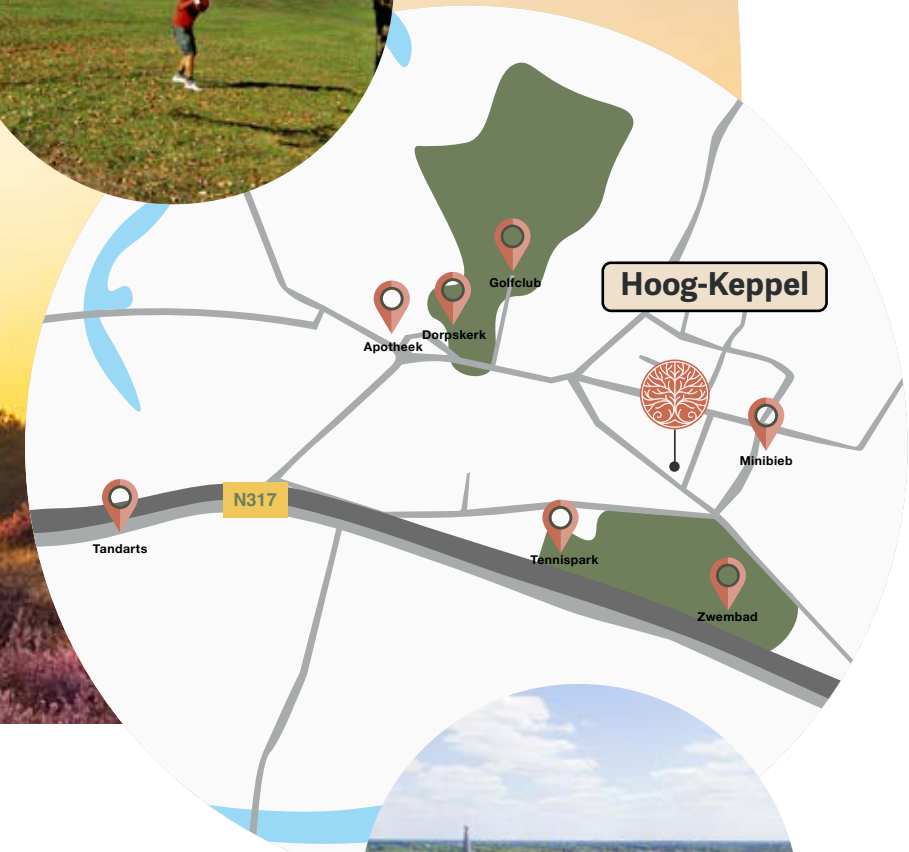 Golfclub
Hoog-Keppel
Dorpskerk
Apotheek
Minibieb
N317
Tandarts
Tennispark
Zwembad